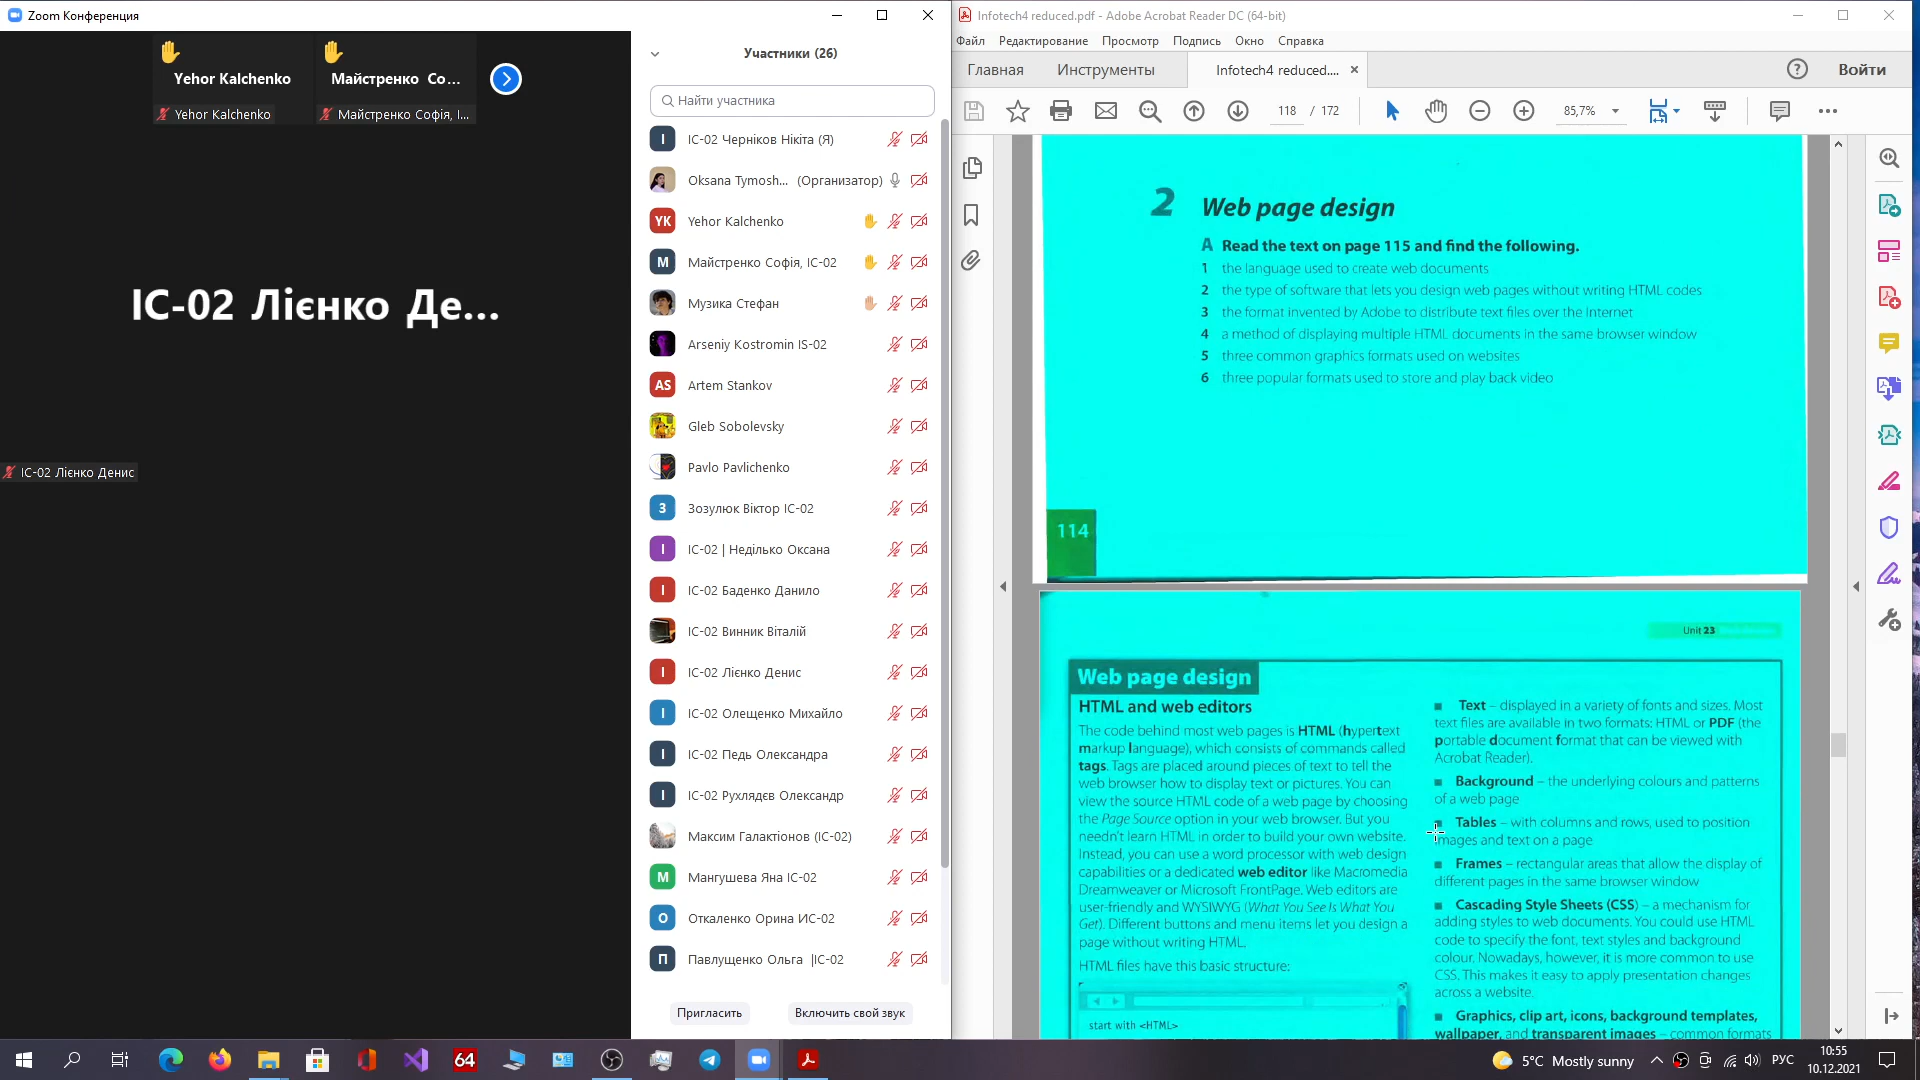 Zoom Конференция
Yehor Kalchenko
Майстренко Со...
Yehor Kalchenko
Майстренко Софія, І...
ІС-02 Лієнко Де...
ІС-02 Лієнко Денис
Участники (26)
Найти участника
I
ІС-02 Черніков Нікіта (Я)
Oksana Tymosh... (Организатор)
YK
Yehor Kalchenko
М
Майстренко Софія, ІС-02
Музика Стефан
Arseniy Kostromin IS-02
AS
Artem Stankov
Gleb Sobolevsky
Pavlo Pavlichenko
З
Зозулюк Віктор ІС-02
І
ІС-02 | Неділько Оксана
І
ІС-02 Баденко Данило
ІС-02 Винник Віталій
І
ІС-02 Лієнко Денис
І
ІС-02 Олещенко Михайло
І
ІС-02 Педь Олександра
І
ІС-02 Рухлядєв Олександр
Максим Галактіонов (ІС-02)
М
Мангушева Яна ІС-02
О
Откаленко Орина ИС-02
П
Павлущенко Ольга |ІС-02
Пригласить
Включить свой звук
Infotech4 reduced.pdf - Adobe Acrobat Reader DC (64-bit)
Файл Редактирование Просмотр Подпись Окно Справка
Главная Инструменты Infotech4 reduced.... Войти
118 / 172 85,7%
2 Web page design
A Read the text on page 115 and find the following.
1 the language used to create web documents
2 the type of software that lets you design web pages without writing HTML codes
3 the format invented by Adobe to distribute text files over the Internet
4 a method of displaying multiple HTML documents in the same browser window
5 three common graphics formats used on websites
6 three popular formats used to store and play back video
114
Unit 23
Web page design
HTML and web editors
The code behind most web pages is HTML (hypertext
markup language), which consists of commands called
tags. Tags are placed around pieces of text to tell the
web browser how to display text or pictures. You can
view the source HTML code of a web page by choosing
the Page Source option in your web browser. But you
needn't learn HTML in order to build your own website.
Instead, you can use a word processor with web design
capabilities or a dedicated web editor like Macromedia
Dreamweaver or Microsoft FrontPage. Web editors are
user-friendly and WYSIWYG (What You See Is What You
Get). Different buttons and menu items let you design a
page without writing HTML.
HTML files have this basic structure:
start with <HTML>
Text – displayed in a variety of fonts and sizes. Most
text files are available in two formats: HTML or PDF (the
portable document format that can be viewed with
Acrobat Reader).
Background – the underlying colours and patterns
of a web page
Tables – with columns and rows, used to position
images and text on a page
Frames – rectangular areas that allow the display of
different pages in the same browser window
Cascading Style Sheets (CSS) – a mechanism for
adding styles to web documents. You could use HTML
code to specify the font, text styles and background
colour. Nowadays, however, it is more common to use
CSS. This makes it easy to apply presentation changes
across a website.
Graphics, clip art, icons, background templates,
wallpaper, and transparent images – common formats
64
5°C Mostly sunny
РУС
10:55
10.12.2021